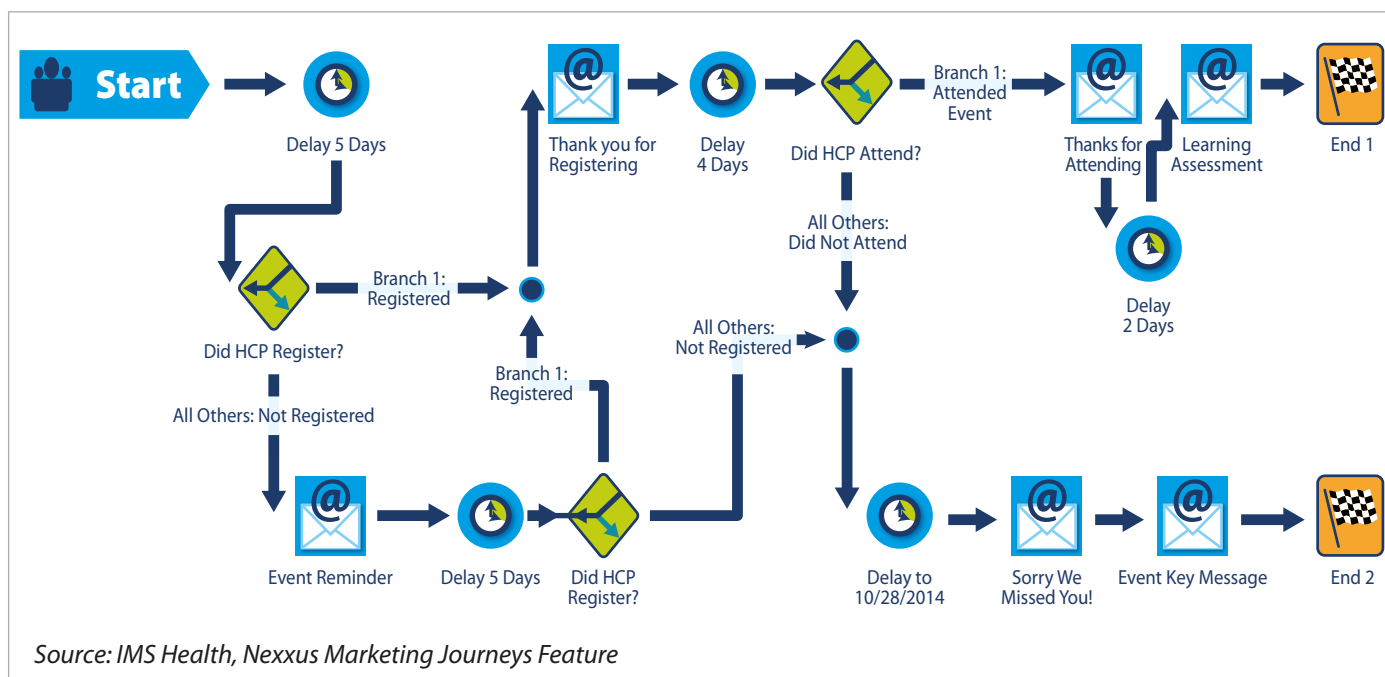 Start
Delay 5 Days
Thank you for
Registering
Delay
4 Days
Did HCP Attend?
Branch 1:
Attended
Event
Thanks for
Attending
Learning
Assessment
End 1
All Others:
Did Not Attend
Delay
2 Days
Did HCP Register?
Branch 1:
Registered
All Others:
Not Registered
Branch 1:
Registered
All Others: Not Registered
Event Reminder
Delay 5 Days
Did HCP
Register?
Delay to
10/28/2014
Sorry We
Missed You!
Event Key Message
End 2
@
@
@
@
@
@
Source: IMS Health, Nexxus Marketing Journeys Feature